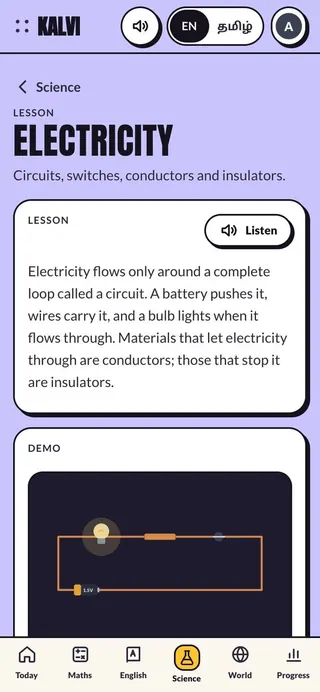 KALVI
EN
தமிழ்
A
Science
LESSON
ELECTRICITY
Circuits, switches, conductors and insulators.
LESSON
Listen
Electricity flows only around a complete
loop called a circuit. A battery pushes it,
wires carry it, and a bulb lights when it
flows through. Materials that let electricity
through are conductors; those that stop it
are insulators.
DEMO
1.5V
Today
Maths
English
Science
World
Progress